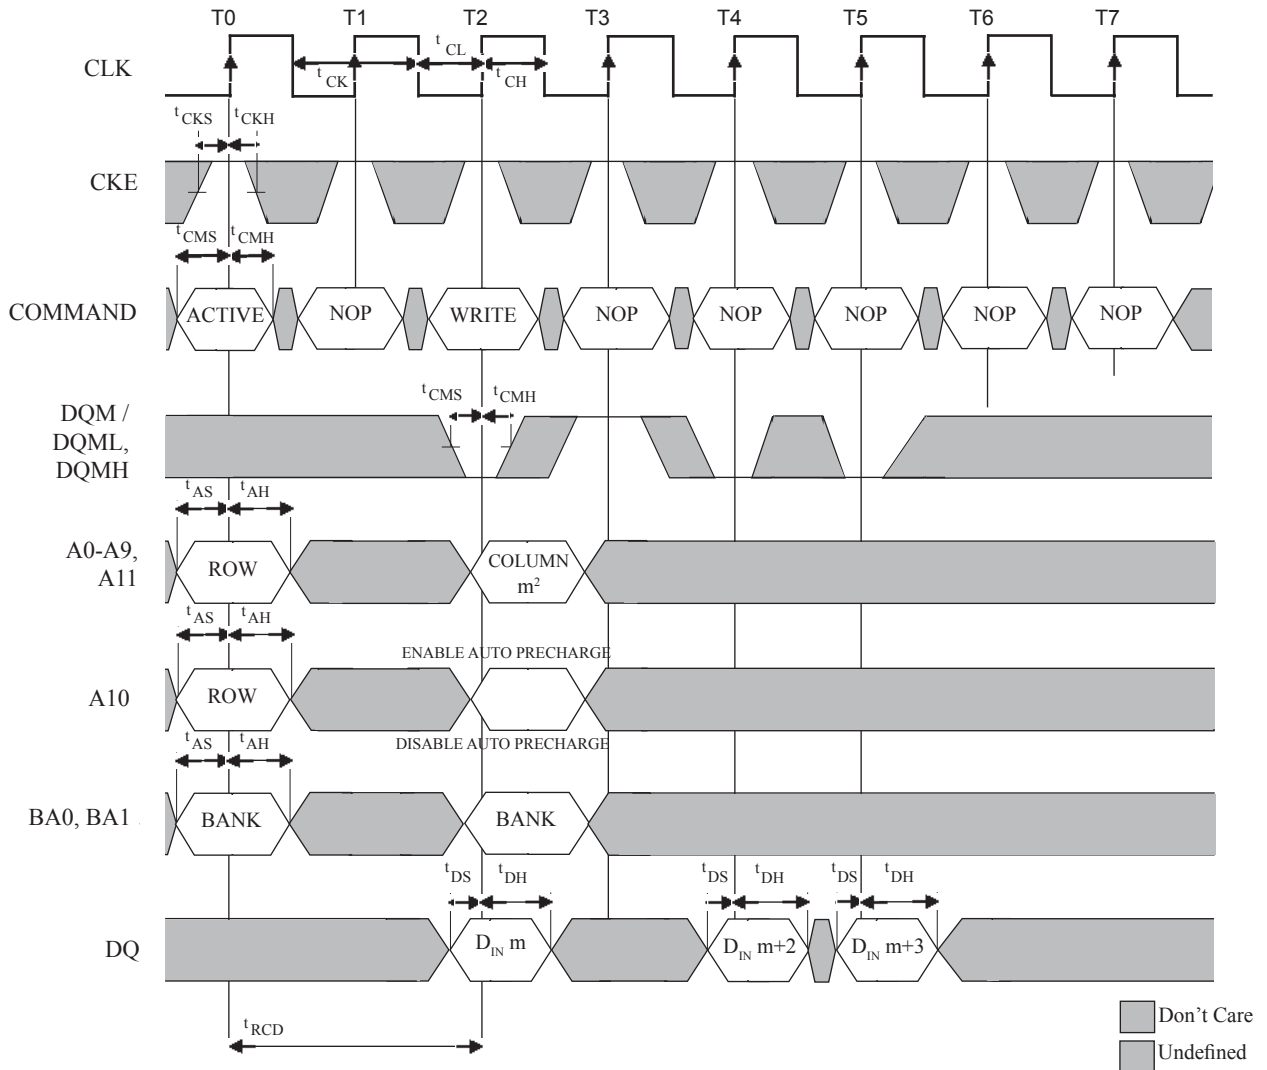 T0 T1 T2 T3 T4 T5 T6 T7
CLK
t CK
t CL
t CH
tCKS tCKH
CKE
tCMS tCMH
COMMAND
ACTIVE NOP WRITE NOP NOP NOP NOP NOP
tCMS tCMH
DQM /
DQML,
DQMH
tAS tAH
A0-A9,
A11
ROW
COLUMN
m²
tAS tAH
ENABLE AUTO PRECHARGE
A10
ROW
DISABLE AUTO PRECHARGE
tAS tAH
BA0, BA1
BANK BANK
tDS tDH tDS tDH tDS tDH
DQ
DIN m DIN m+2 DIN m+3
tRCD
Don't Care
Undefined